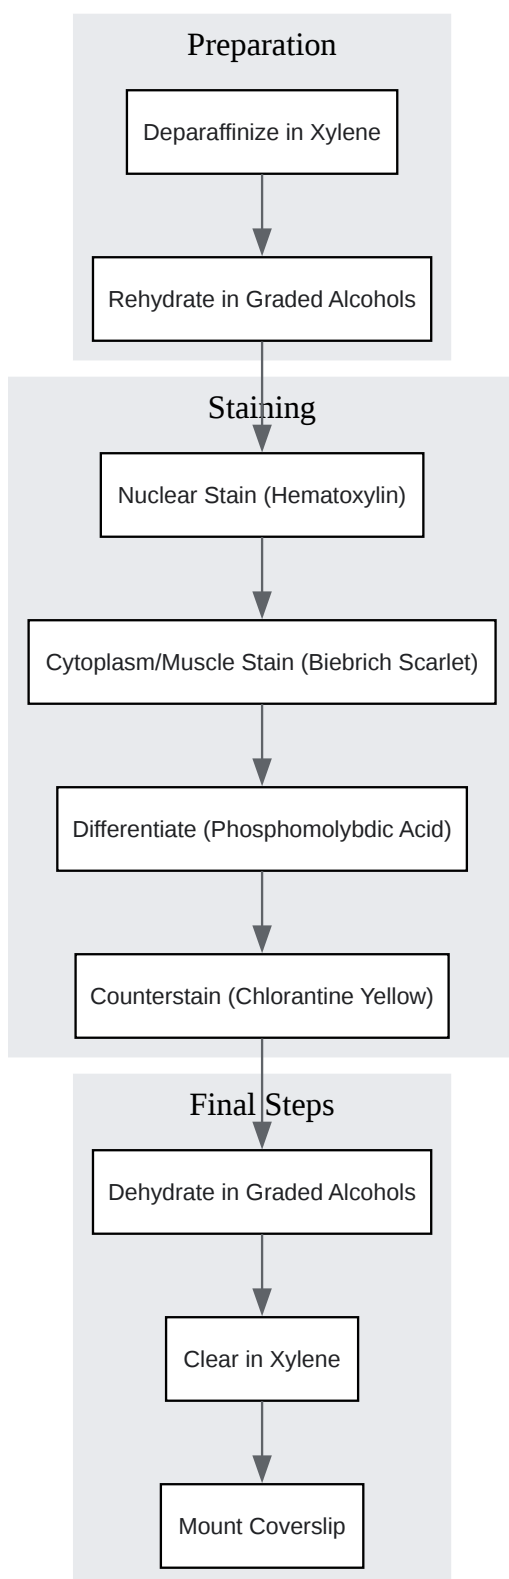 Preparation
Deparaffinize in Xylene
Rehydrate in Graded Alcohols
Staining
Nuclear Stain (Hematoxylin)
Cytoplasm/Muscle Stain (Biebrich Scarlet)
Differentiate (Phosphomolybdic Acid)
Counterstain (Chlorantine Yellow)
Final Steps
Dehydrate in Graded Alcohols
Clear in Xylene
Mount Coverslip